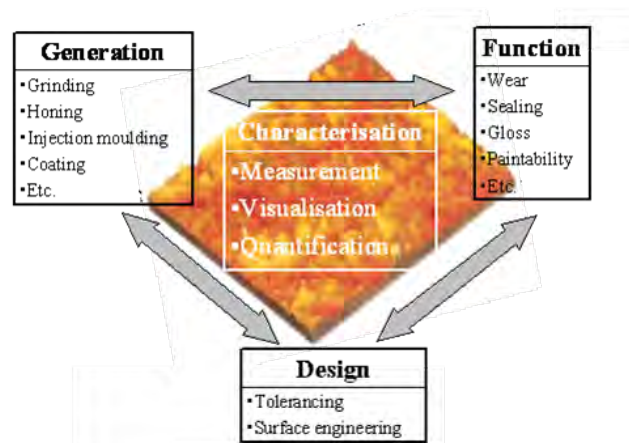 Generation
•Grinding
•Honing
•Injection moulding
•Coating
•Etc.
Function
•Wear
•Sealing
•Gloss
•Paintability
•Etc.
Characterisation
•Measurement
•Visualisation
•Quantification
Design
•Tolerancing
•Surface engineering